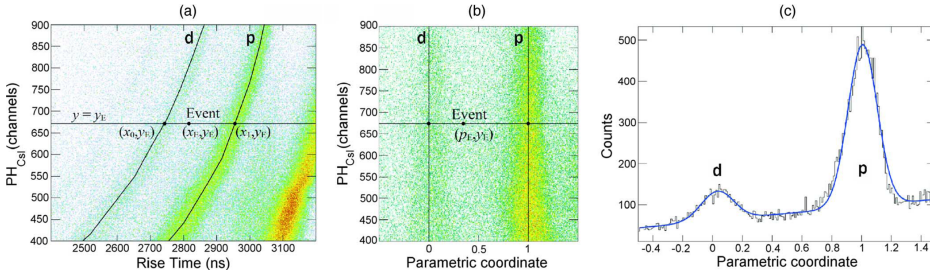 (a)
PH_CsI(channels)
900
850
800
750
700
650
600
550
500
450
400
d
p
y = y_E
Event
(x_0,y_E)
(x_E,y_E)
(x_1,y_E)
2500
2600
2700
2800
2900
3000
3100
Rise Time (ns)
(b)
PH_CsI(channels)
900
850
800
750
700
650
600
550
500
450
400
d
p
Event
(p_E,y_E)
0
0.5
1
Parametric coordinate
(c)
Counts
500
400
300
200
100
d
p
-0.4
-0.2
0
0.2
0.4
0.6
0.8
1
1.2
1.4
Parametric coordinate